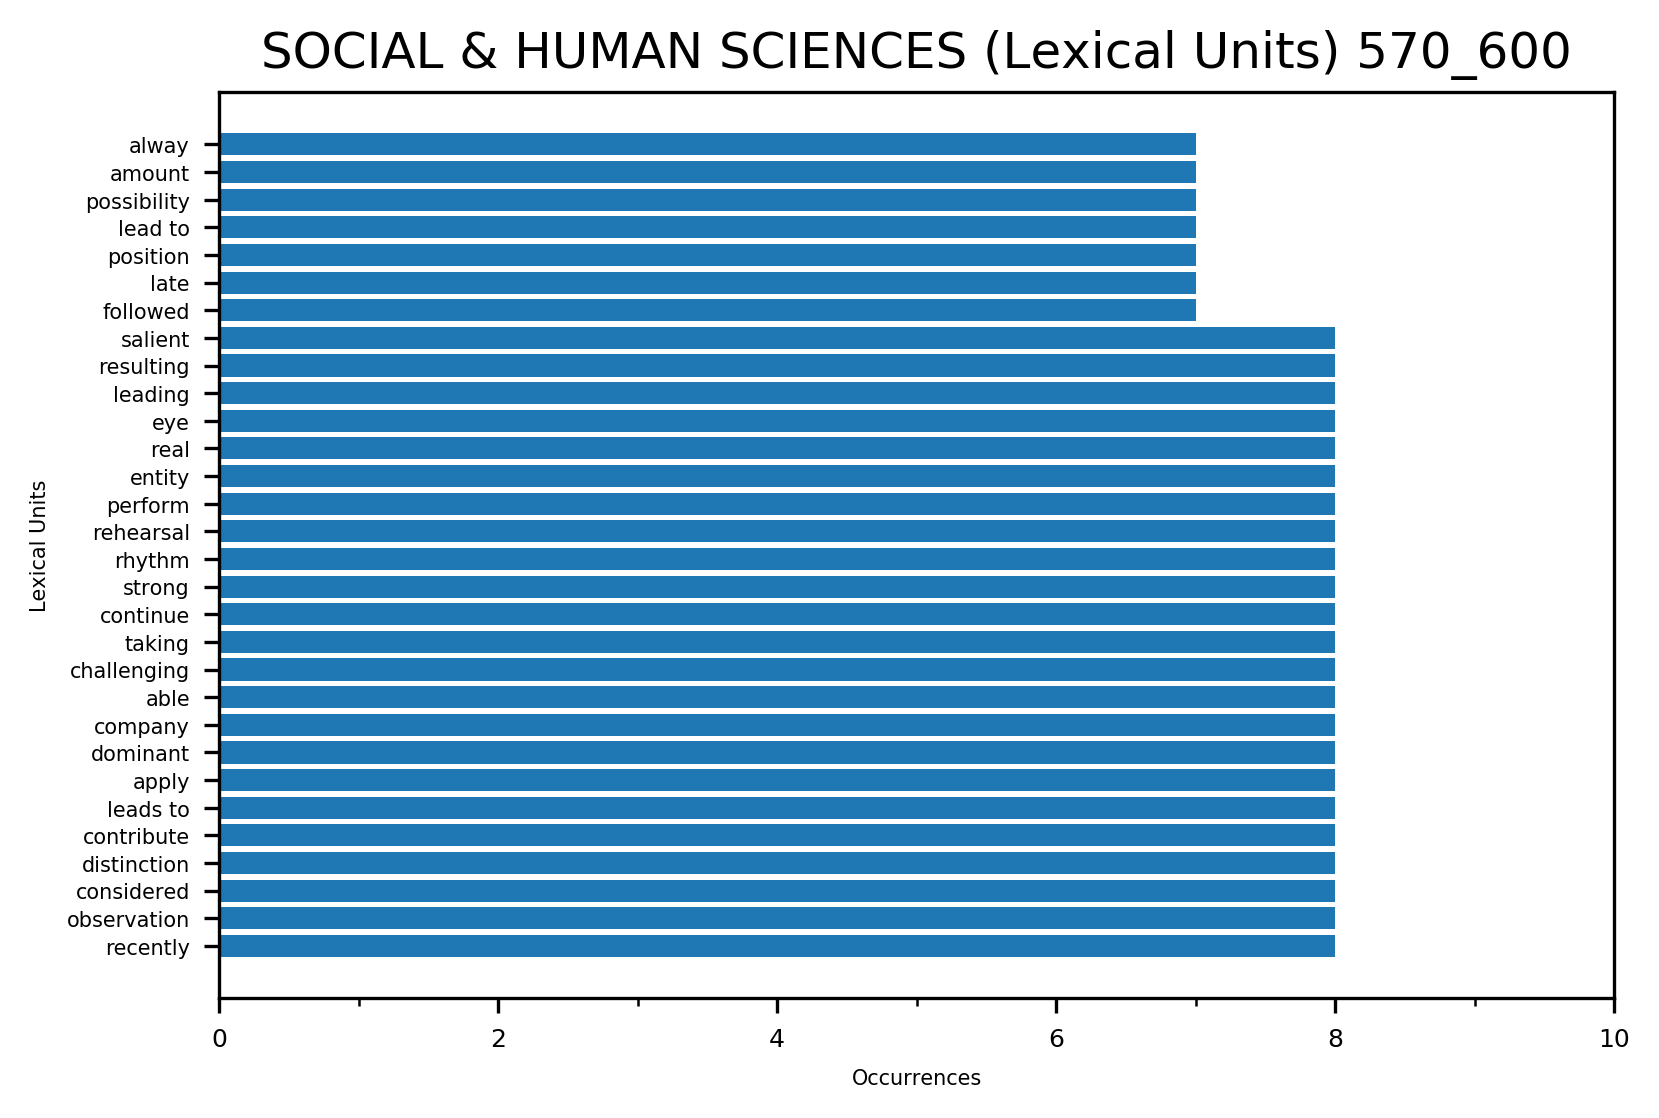 SOCIAL & HUMAN SCIENCES (Lexical Units) 570_600
alway
amount
possibility
lead to
position
late
followed
salient
resulting
leading
eye
real
entity
perform
rehearsal
rhythm
strong
continue
taking
challenging
able
company
dominant
apply
leads to
contribute
distinction
considered
observation
recently
Lexical Units
0 2 4 6 8 10
Occurrences